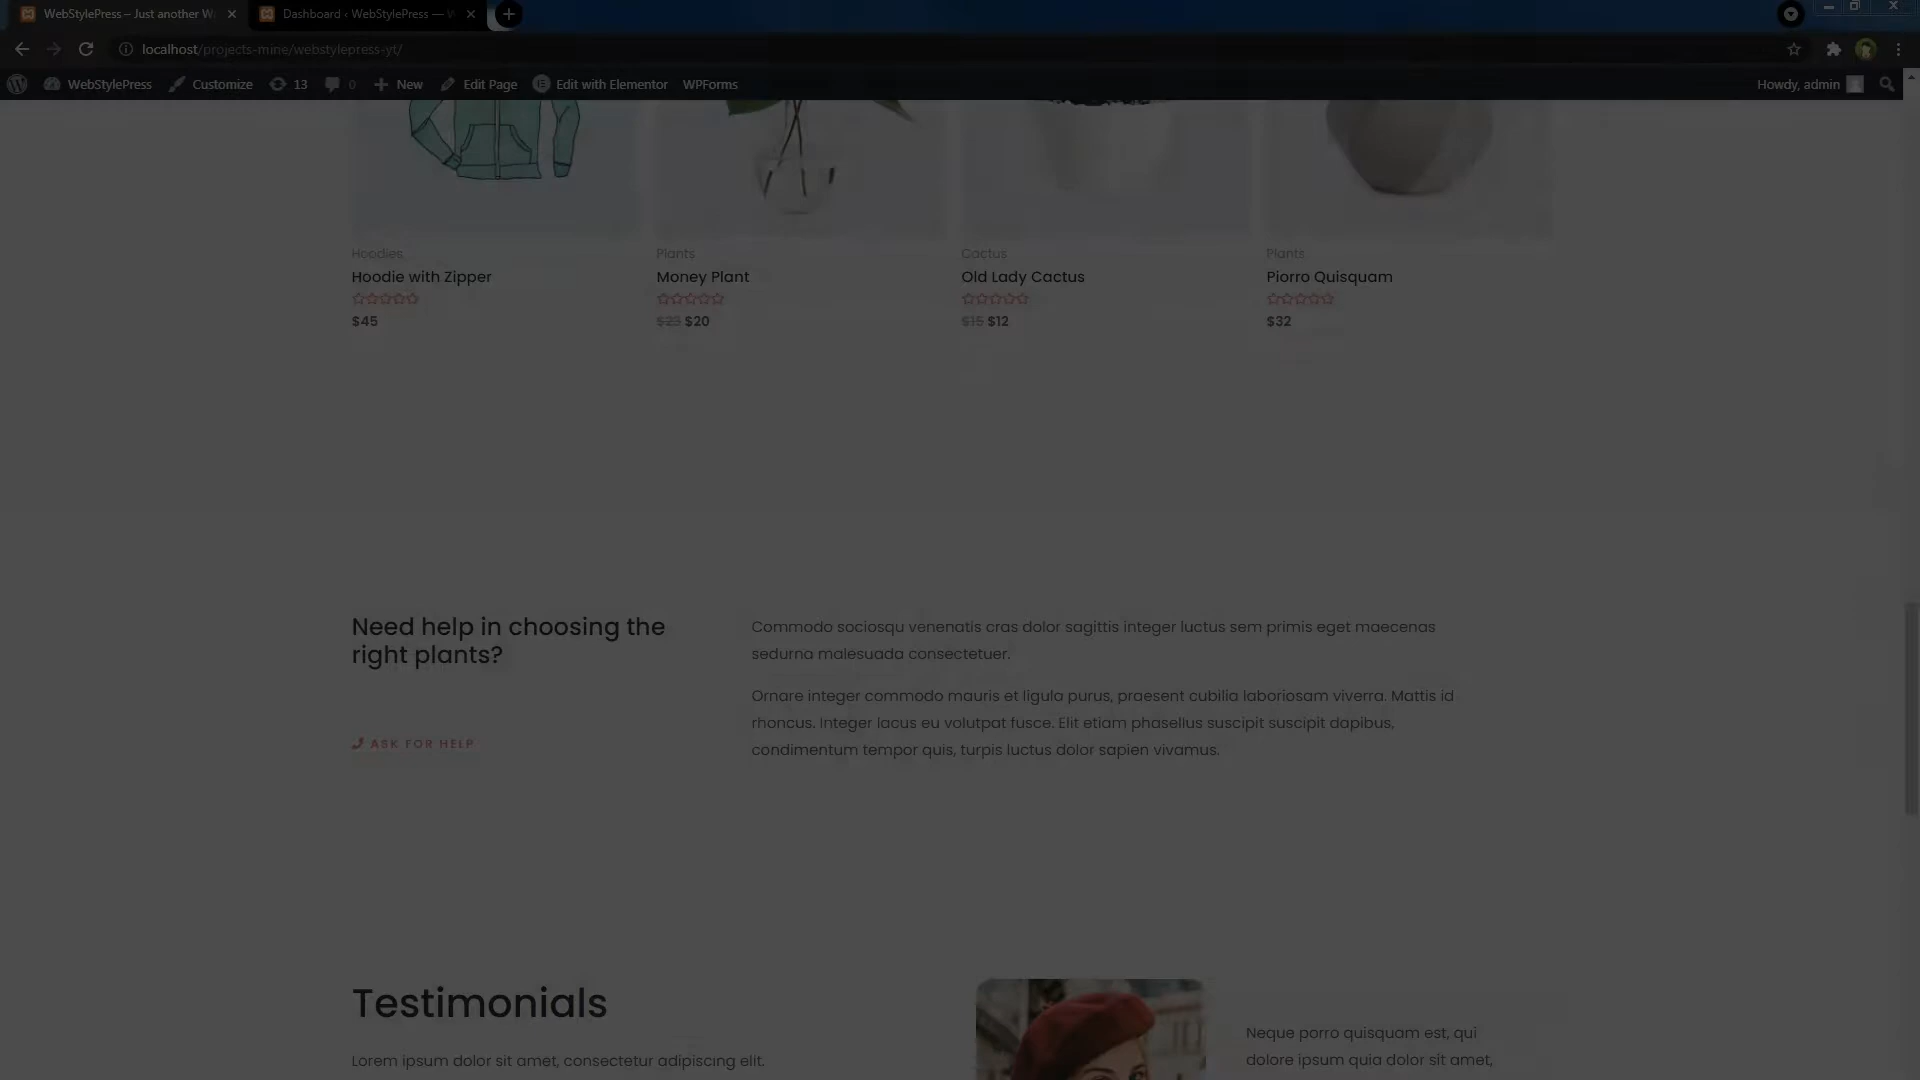 WebStylePress – Just another W
Dashboard ‹ WebStylePress — W
localhost/projects-mine/webstylepress-yt/
WebStylePress Customize 13 0 New Edit Page Edit with Elementor WPForms Howdy, admin
Hoodies
Hoodie with Zipper
$45
Plants
Money Plant
$23 $20
Cactus
Old Lady Cactus
$15 $12
Plants
Piorro Quisquam
$32
Need help in choosing the
right plants?
ASK FOR HELP
Commodo sociosqu venenatis cras dolor sagittis integer luctus sem primis eget maecenas
sedurna malesuada consectetuer.
Ornare integer commodo mauris et ligula purus, praesent cubilia laboriosam viverra. Mattis id
rhoncus. Integer lacus eu volutpat fusce. Elit etiam phasellus suscipit suscipit dapibus,
condimentum tempor quis, turpis luctus dolor sapien vivamus.
Testimonials
Lorem ipsum dolor sit amet, consectetur adipiscing elit.
Neque porro quisquam est, qui
dolore ipsum quia dolor sit amet,